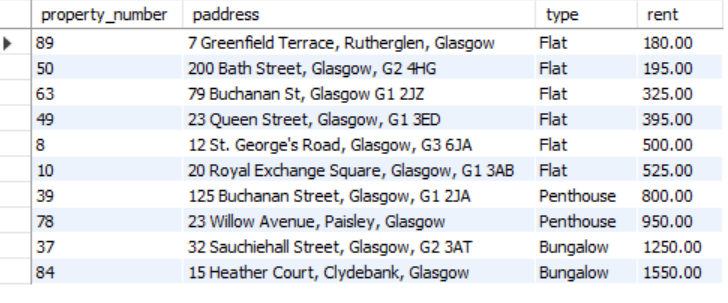 property_number paddress type rent
89 7 Greenfield Terrace, Rutherglen, Glasgow Flat 180.00
50 200 Bath Street, Glasgow, G2 4HG Flat 195.00
63 79 Buchanan St, Glasgow G1 2JZ Flat 325.00
49 23 Queen Street, Glasgow, G1 3ED Flat 395.00
8 12 St. George's Road, Glasgow, G3 6JA Flat 500.00
10 20 Royal Exchange Square, Glasgow, G1 3AB Flat 525.00
39 125 Buchanan Street, Glasgow, G1 2JA Penthouse 800.00
78 23 Willow Avenue, Paisley, Glasgow Penthouse 950.00
37 32 Sauchiehall Street, Glasgow, G2 3AT Bungalow 1250.00
84 15 Heather Court, Clydebank, Glasgow Bungalow 1550.00